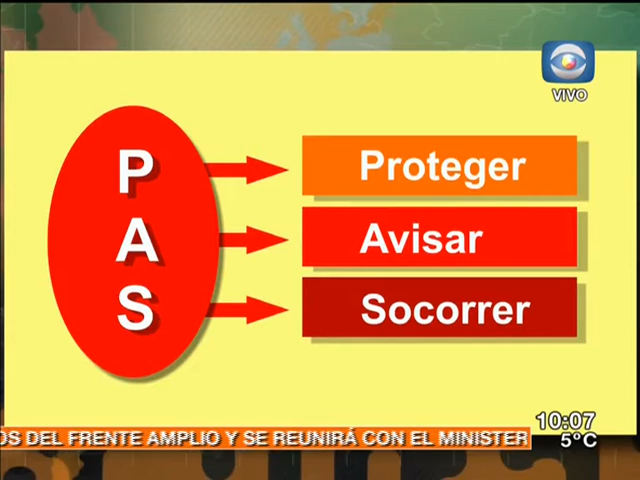 VIVO
P
Proteger
A
Avisar
S
Socorrer
10:07
OS DEL FRENTE AMPLIO Y SE REUNIRÁ CON EL MINISTER
5°C